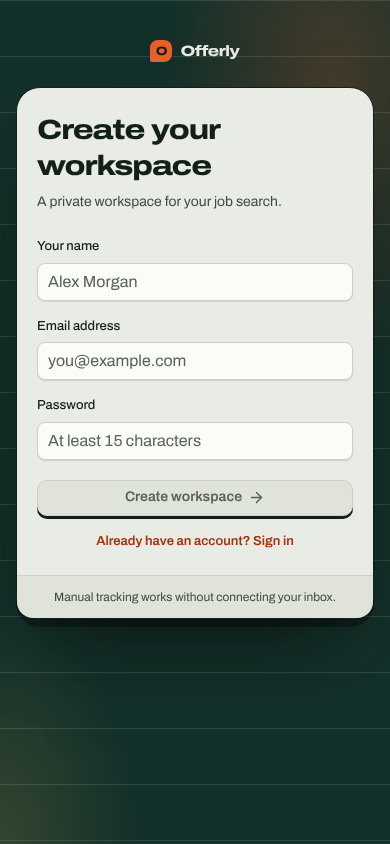 O Offerly
Create your
workspace
A private workspace for your job search.
Your name
Alex Morgan
Email address
you@example.com
Password
At least 15 characters
Create workspace →
Already have an account? Sign in
Manual tracking works without connecting your inbox.